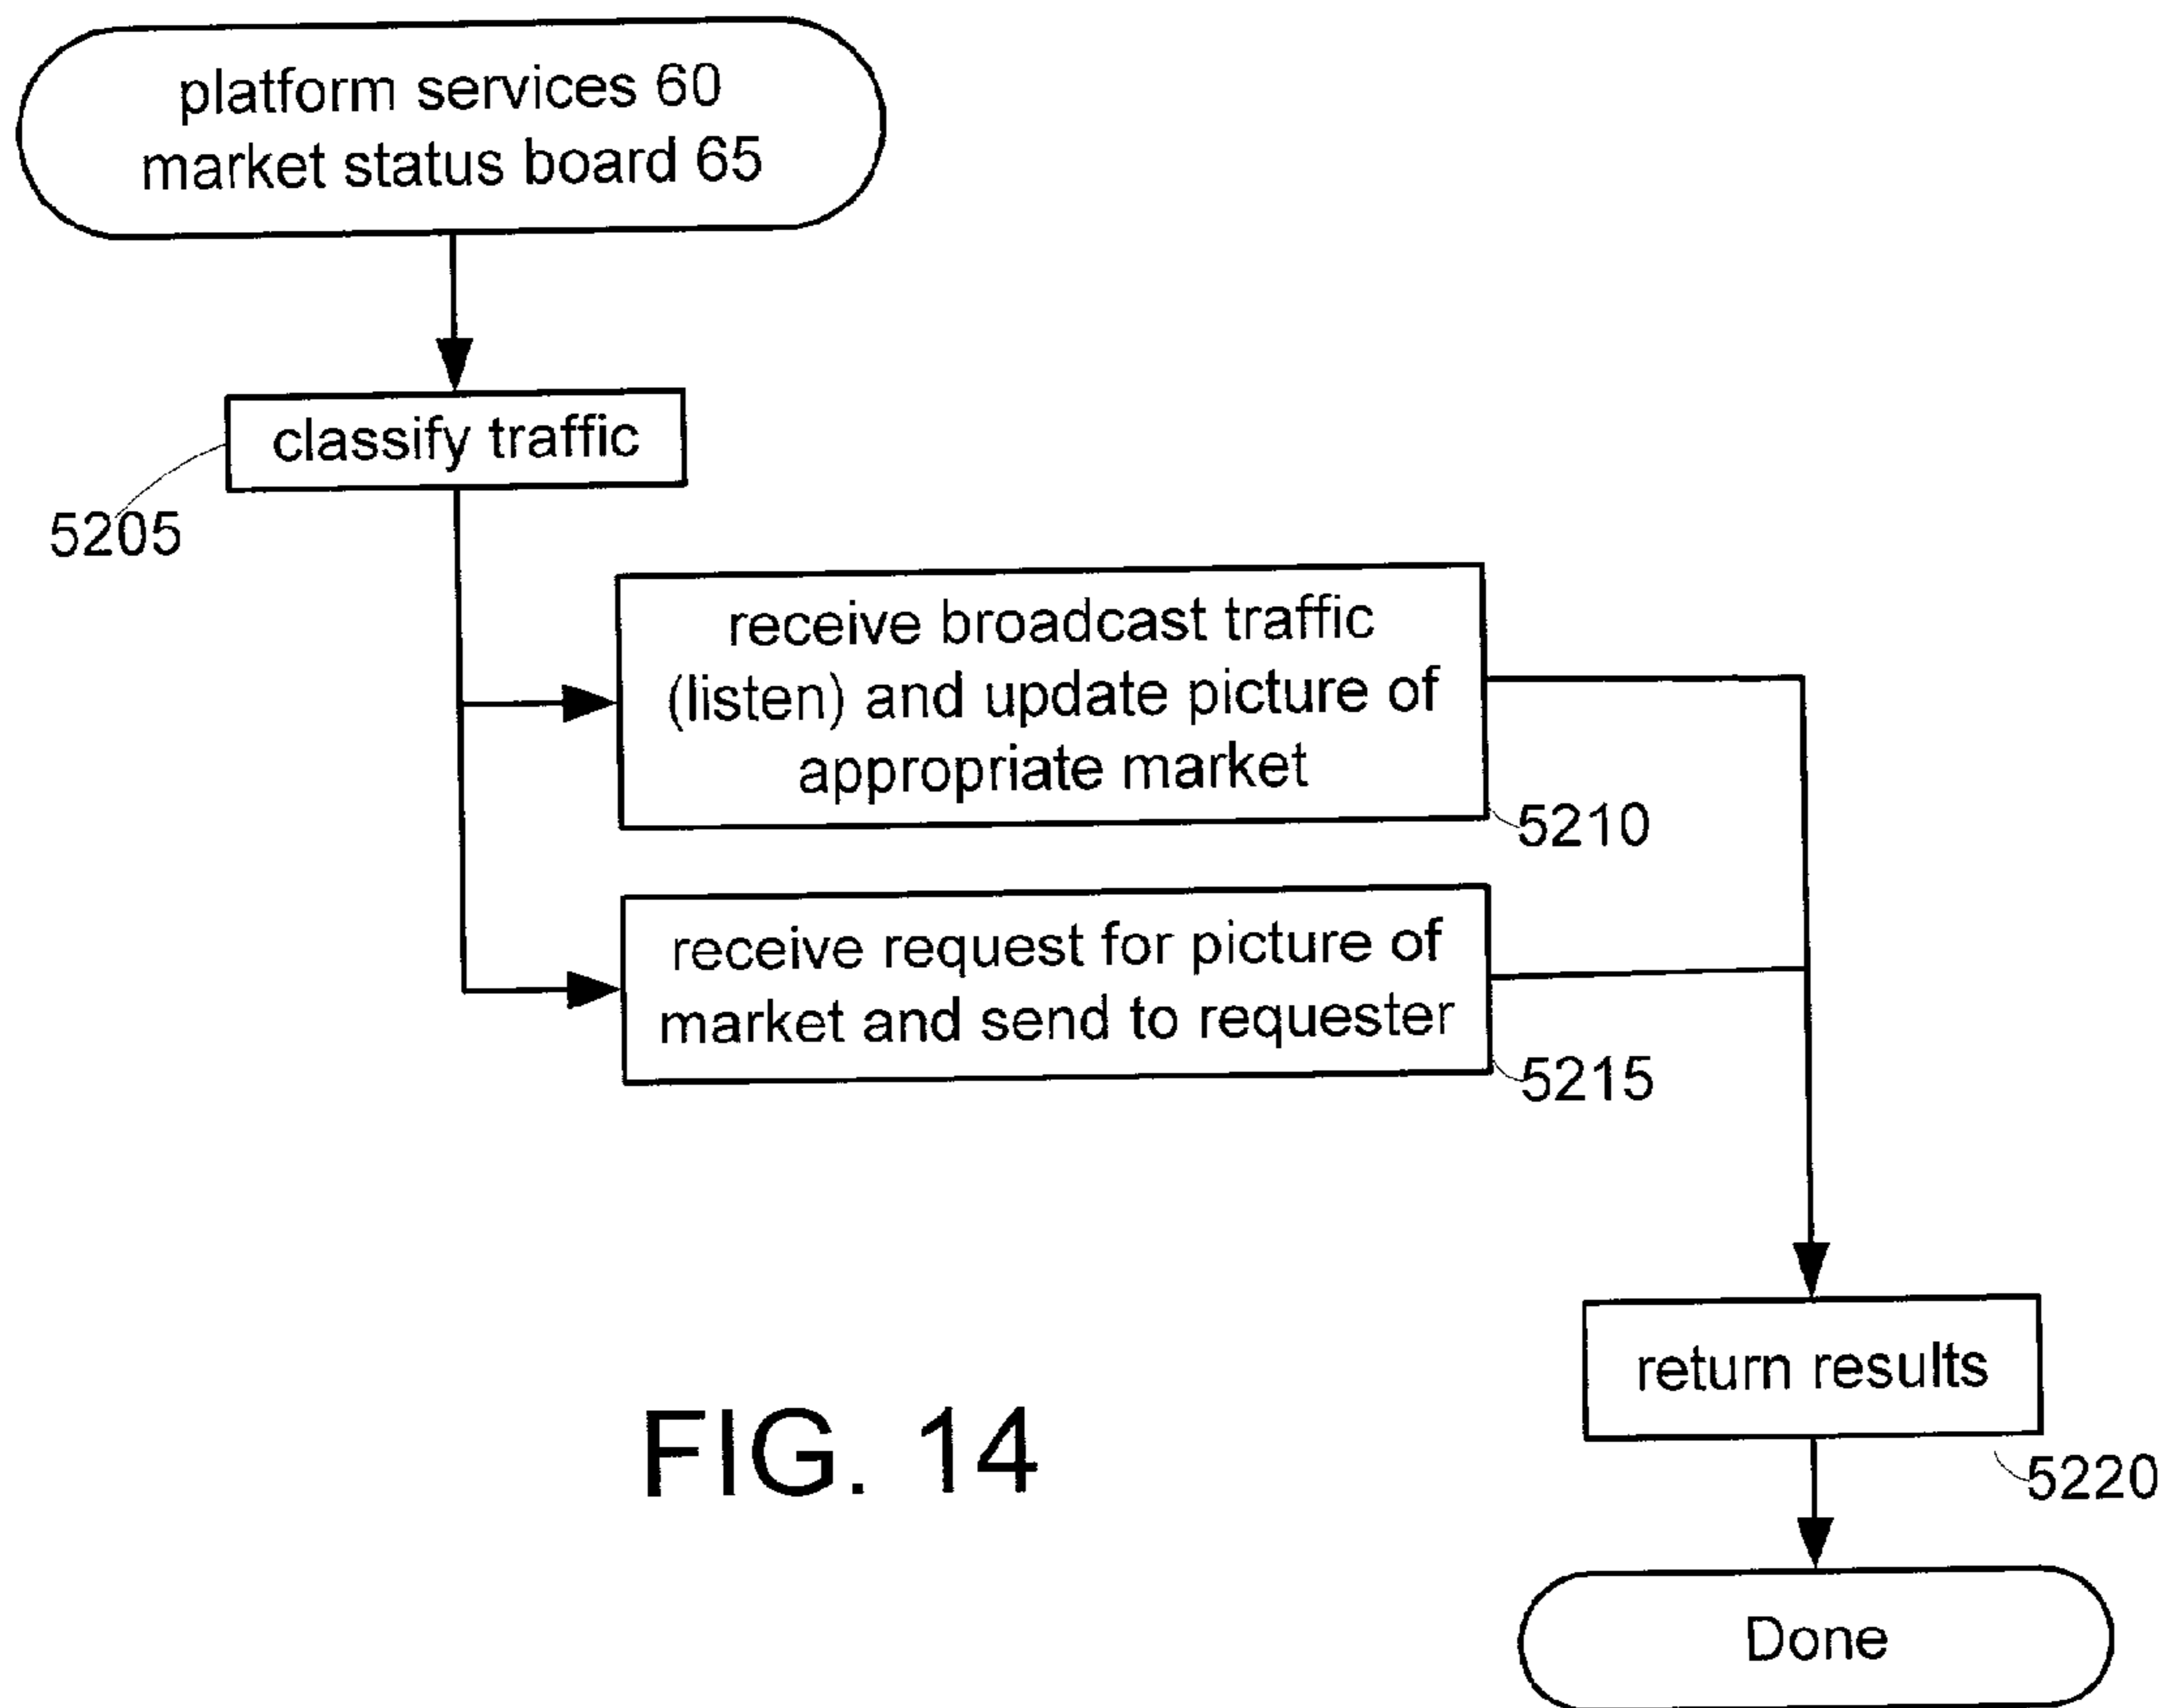 platform services 60
market status board 65
classify traffic
5205
receive broadcast traffic
(listen) and update picture of
appropriate market
5210
receive request for picture of
market and send to requester
5215
return results
5220
FIG. 14
Done